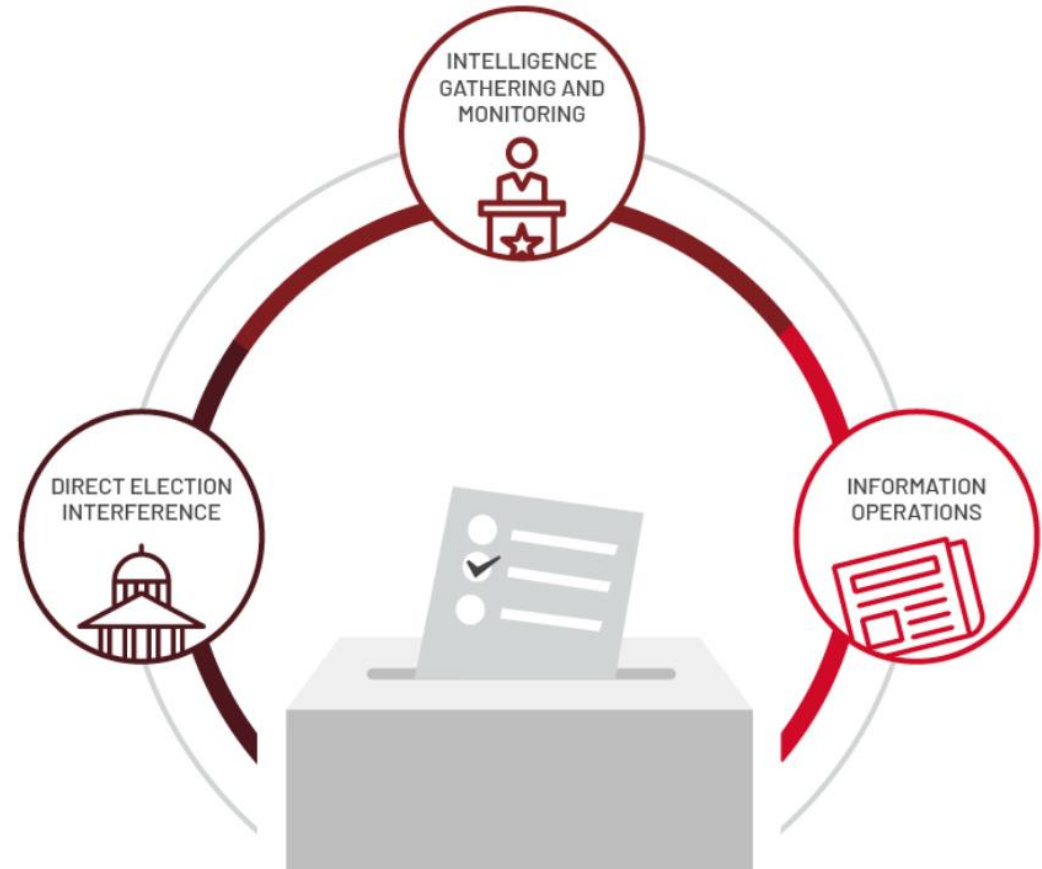 INTELLIGENCE
GATHERING AND
MONITORING
DIRECT ELECTION
INTERFERENCE
INFORMATION
OPERATIONS